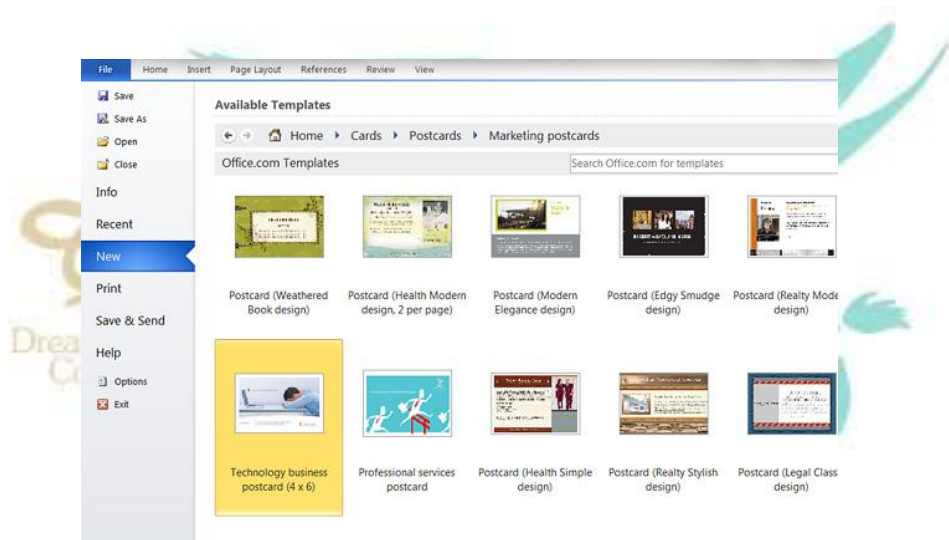 File Home Insert Page Layout References Review View
Save
Save As
Open
Close
Info
Recent
New
Print
Save & Send
Help
Options
Exit
Available Templates
Home Cards Postcards Marketing postcards
Office.com Templates
Search Office.com for templates
Postcard (Weathered
Book design)
Postcard (Health Modern
design, 2 per page)
Postcard (Modern
Elegance design)
Postcard (Edgy Smudge
design)
Postcard (Realty Mode
design)
Technology business
postcard (4 x 6)
Professional services
postcard
Postcard (Health Simple
design)
Postcard (Realty Stylish
design)
Postcard (Legal Class
design)
Drea
Co